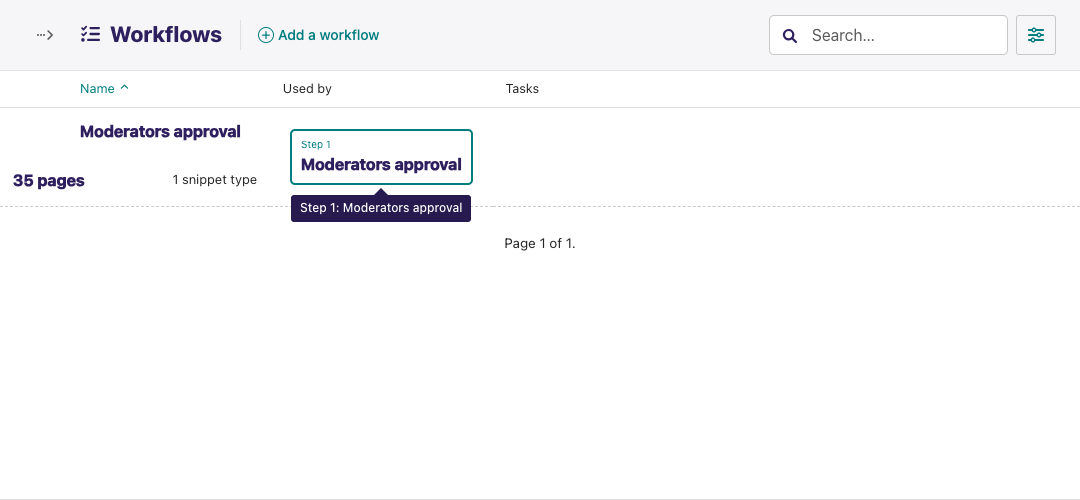 Workflows
Add a workflow
Search...
Name
Used by
Tasks
Moderators approval
35 pages
1 snippet type
Step 1
Moderators approval
Step 1: Moderators approval
Page 1 of 1.